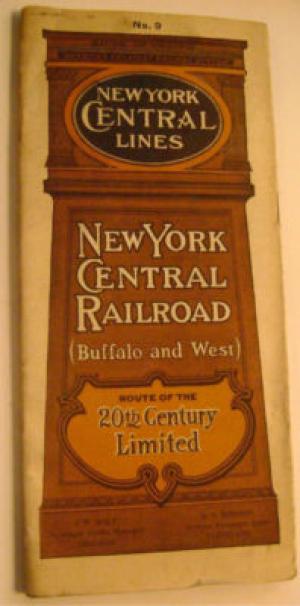 No. 9
NEW YORK
CENTRAL
LINES
NEW YORK
CENTRAL
RAILROAD
(Buffalo and West)
ROUTE OF THE
20th Century
Limited